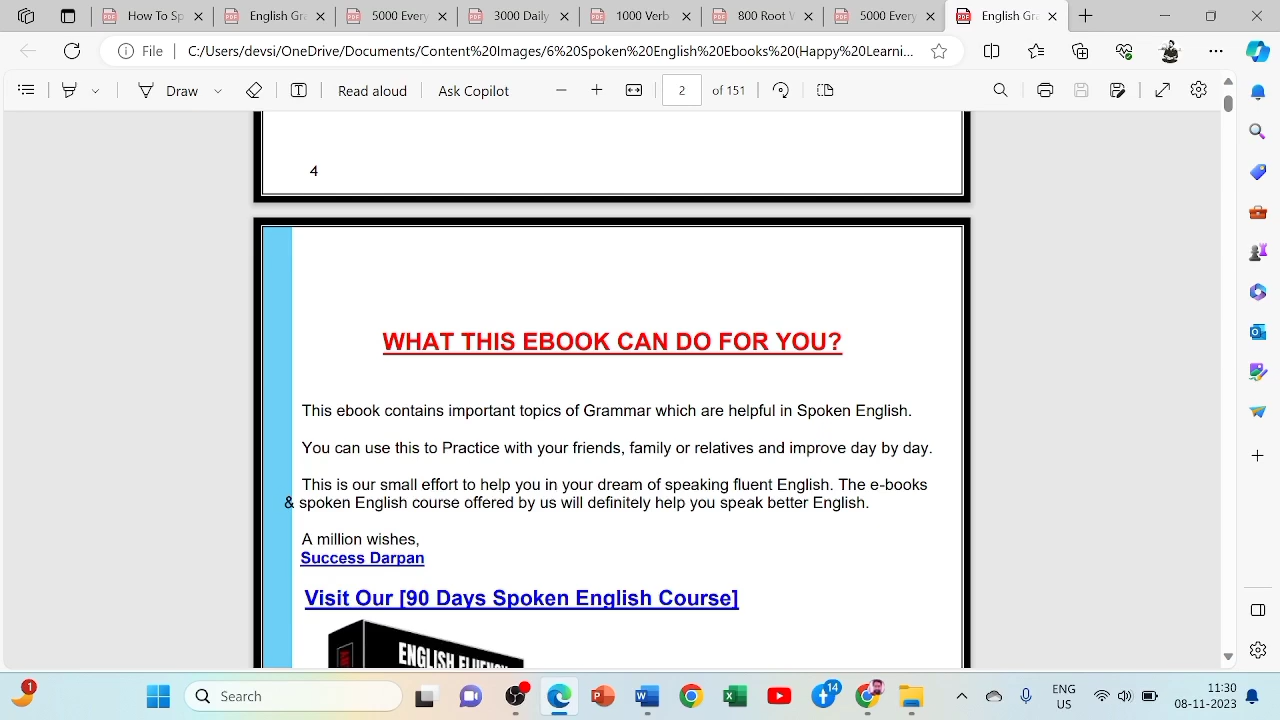 How To Sp
English Gr
5000 Every
3000 Daily
1000 Verb
800 Root
5000 Every
English Gr
File
C:/Users/devsi/OneDrive/Documents/Content%20Images/6%20Spoken%20English%20Ebooks%20(Happy%20Learni...
Draw
Read aloud
Ask Copilot
2 of 151
4
WHAT THIS EBOOK CAN DO FOR YOU?
This ebook contains important topics of Grammar which are helpful in Spoken English.
You can use this to Practice with your friends, family or relatives and improve day by day.
This is our small effort to help you in your dream of speaking fluent English. The e-books
& spoken English course offered by us will definitely help you speak better English.
A million wishes,
Success Darpan
Visit Our [90 Days Spoken English Course]
ENGLISH FLUENCY
1
Search
14
ENG
US
11:30
08-11-2023